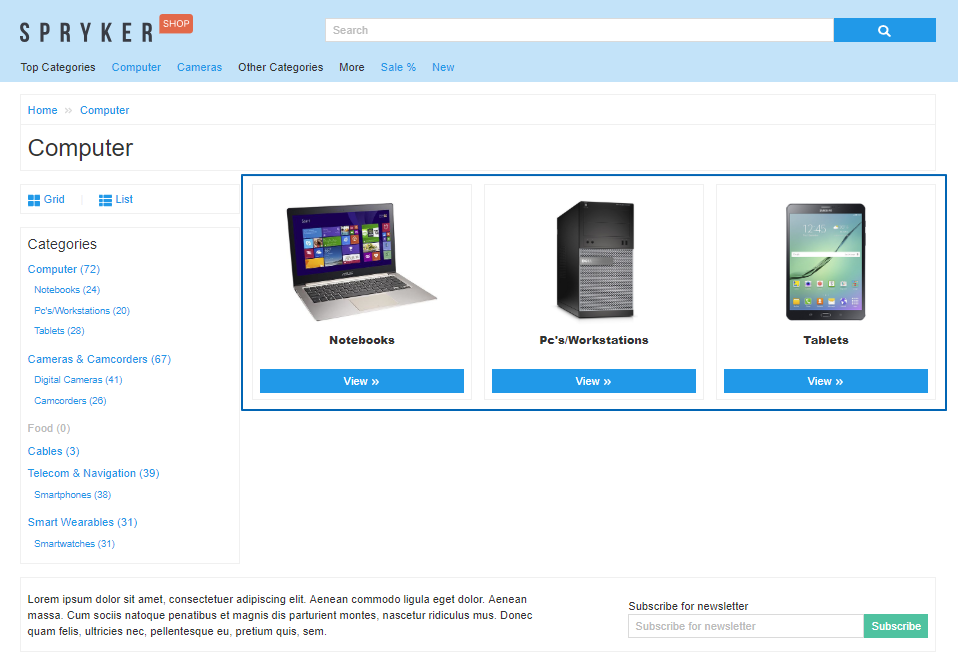 SPRYKER SHOP
Search
Top Categories Computer Cameras Other Categories More Sale % New
Home » Computer
Computer
Grid List
Categories
Computer (72)
Notebooks (24)
Pc's/Workstations (20)
Tablets (28)
Cameras & Camcorders (67)
Digital Cameras (41)
Camcorders (26)
Food (0)
Cables (3)
Telecom & Navigation (39)
Smartphones (38)
Smart Wearables (31)
Smartwatches (31)
Notebooks
View »
Pc's/Workstations
View »
Tablets
View »
Lorem ipsum dolor sit amet, consectetuer adipiscing elit. Aenean commodo ligula eget dolor. Aenean
massa. Cum sociis natoque penatibus et magnis dis parturient montes, nascetur ridiculus mus. Donec
quam felis, ultricies nec, pellentesque eu, pretium quis, sem.
Subscribe for newsletter
Subscribe for newsletter Subscribe